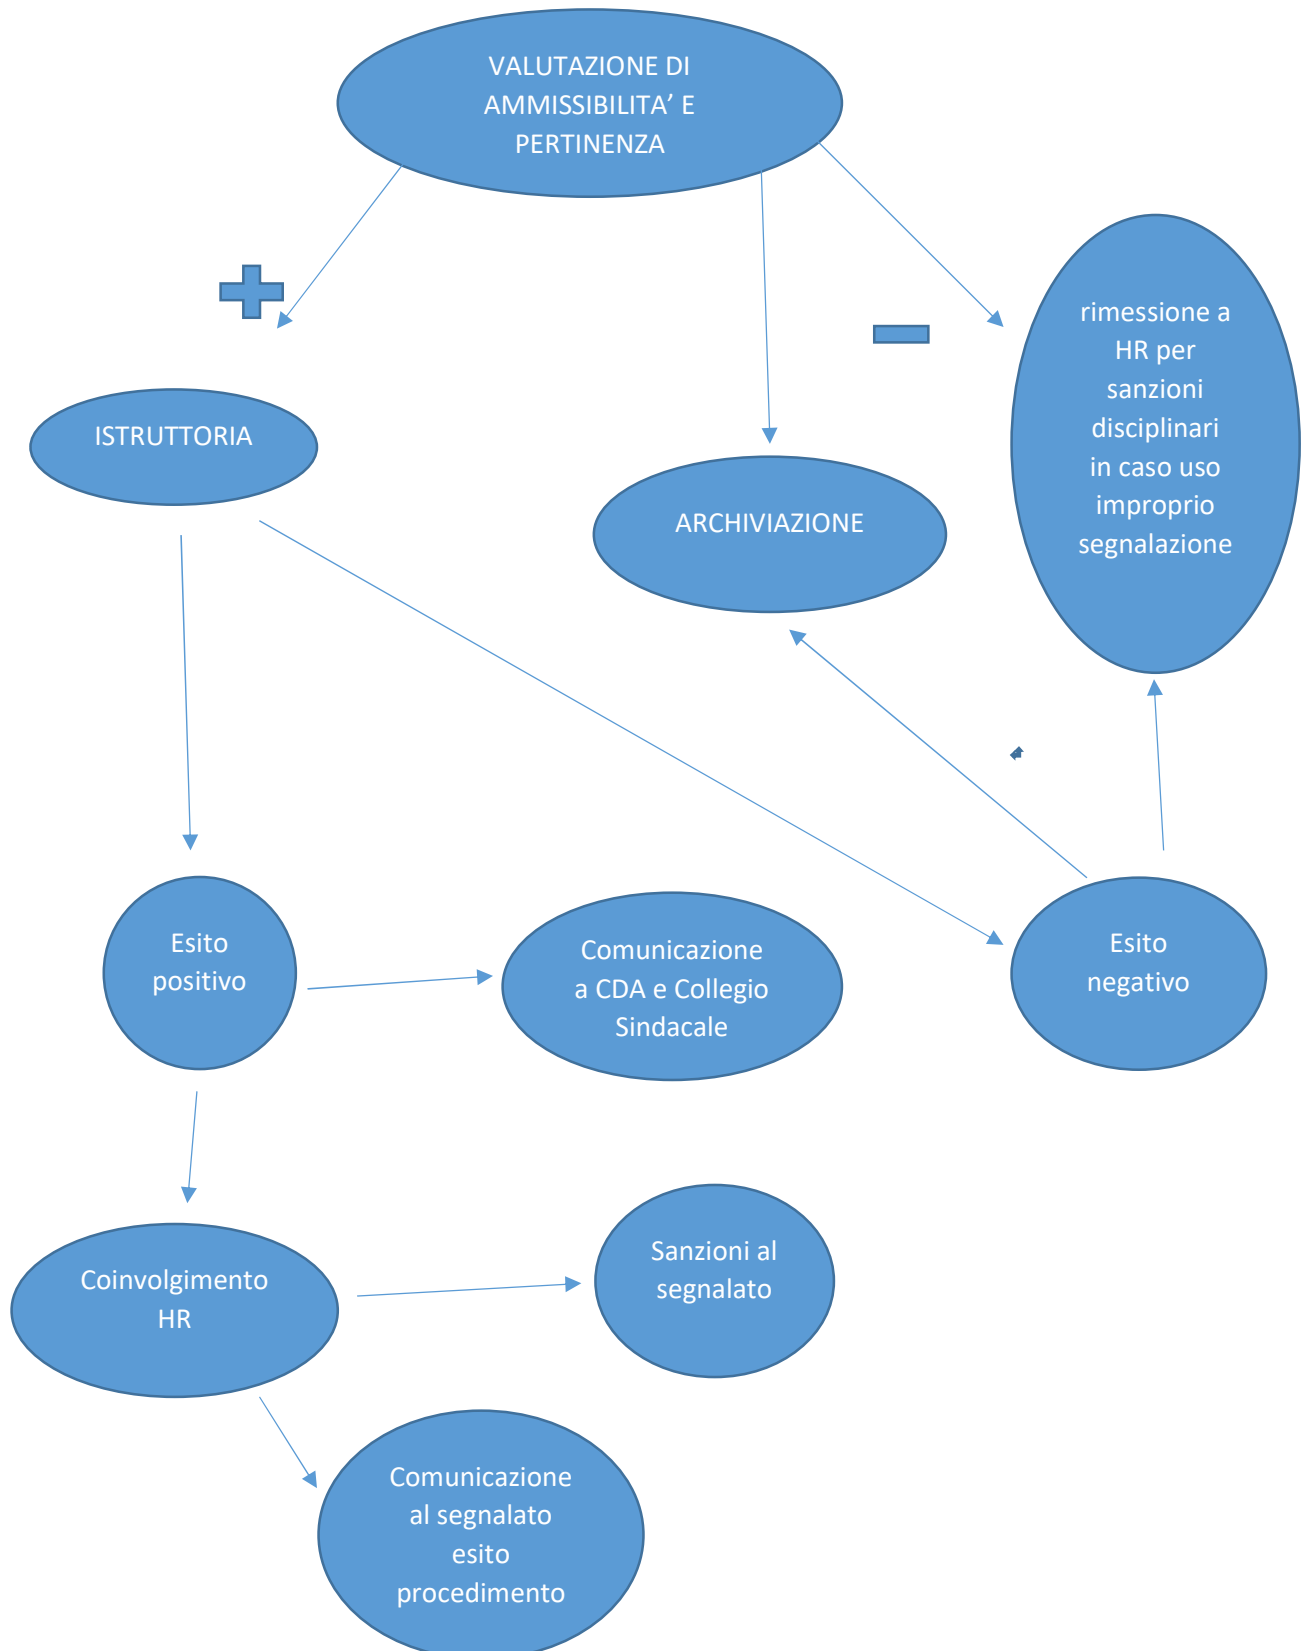 VALUTAZIONE DI
AMMISSIBILITA’ E
PERTINENZA
rimessione a
HR per
sanzioni
disciplinari
in caso uso
improprio
segnalazione
ISTRUTTORIA
ARCHIVIAZIONE
Esito
positivo
Comunicazione
a CDA e Collegio
Sindacale
Esito
negativo
Coinvolgimento
HR
Sanzioni al
segnalato
Comunicazione
al segnalato
esito
procedimento